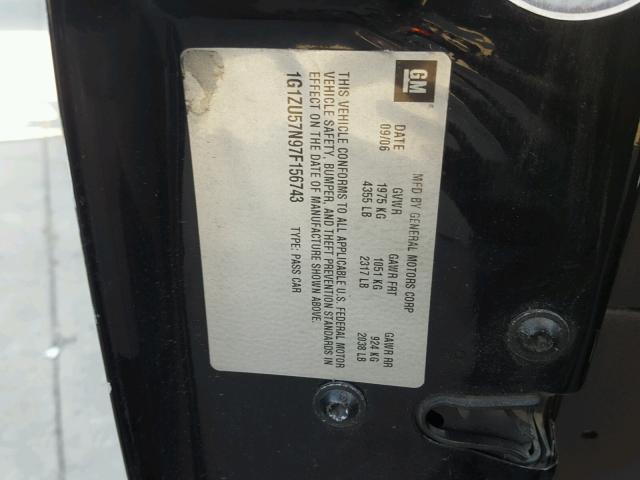 GM
MFD BY GENERAL MOTORS CORP
DATE GVWR GAWR FRT GAWR RR
09/06 1975 KG 1051 KG 924 KG
4355 LB 2317 LB 2038 LB
THIS VEHICLE CONFORMS TO ALL APPLICABLE U.S. FEDERAL MOTOR
VEHICLE SAFETY, BUMPER, AND THEFT PREVENTION STANDARDS IN
EFFECT ON THE DATE OF MANUFACTURE SHOWN ABOVE.
1G1ZU57N97F156743 TYPE: PASS CAR